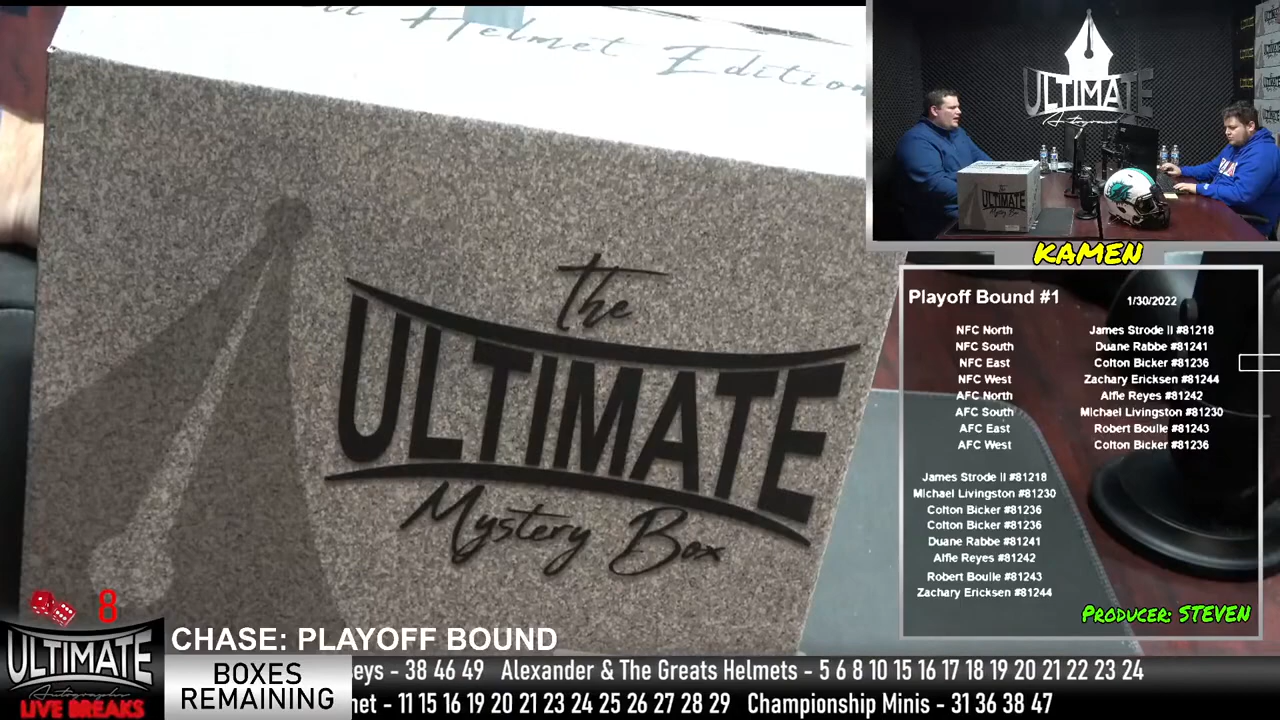 Helmet Edition
The
ULTIMATE
Mystery Box
ULTIMATE
The
ULTIMATE
Mystery Box
KAMEN
Playoff Bound #1 1/30/2022
NFC North James Strode II #81218
NFC South Duane Rabbe #81241
NFC East Colton Bicker #81236
NFC West Zachary Ericksen #81244
AFC North Alfie Reyes #81242
AFC South Michael Livingston #81230
AFC East Robert Boulle #81243
AFC West Colton Bicker #81236
James Strode II #81218
Michael Livingston #81230
Colton Bicker #81236
Colton Bicker #81236
Duane Rabbe #81241
Alfie Reyes #81242
Robert Boulle #81243
Zachary Ericksen #81244
PRODUCER: STEVEN
8
CHASE: PLAYOFF BOUND
ULTIMATE
Autographs
LIVE BREAKS
BOXES
REMAINING
eys - 38 46 49 Alexander & The Greats Helmets - 5 6 8 10 15 16 17 18 19 20 21 22 23 24
net - 11 15 16 19 20 21 23 24 25 26 27 28 29 Championship Minis - 31 36 38 47